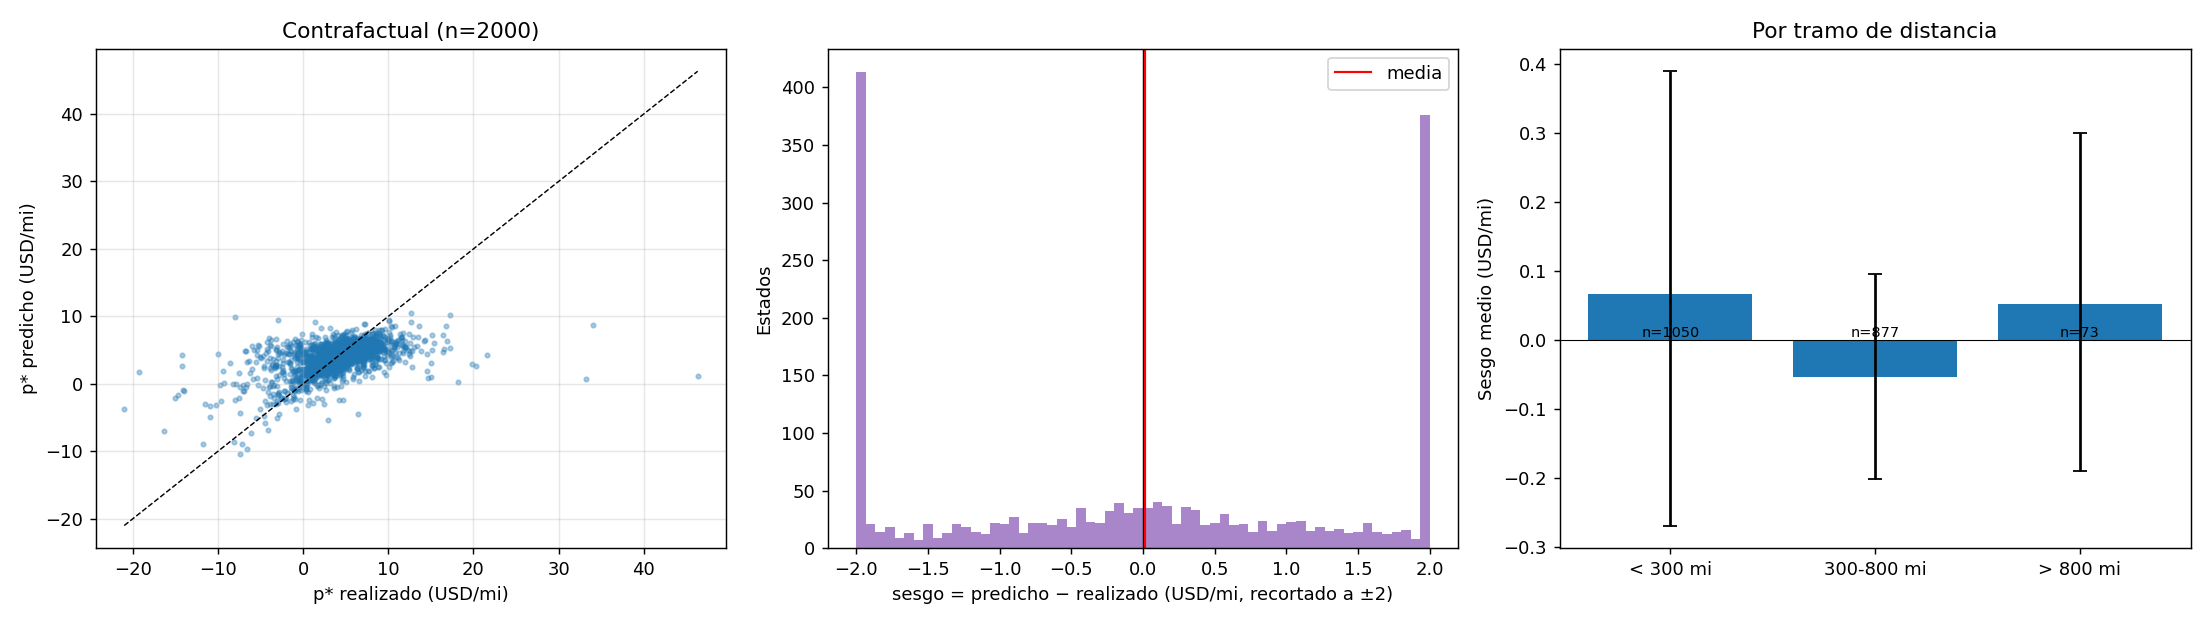 Contrafactual (n=2000)
40
30
20
10
0
−10
−20
−20
−10
0
10
20
30
40
p* predicho (USD/mi)
p* realizado (USD/mi)
media
400
350
300
250
200
150
100
50
0
−2.0
−1.5
−1.0
−0.5
0.0
0.5
1.0
1.5
2.0
Estados
sesgo = predicho − realizado (USD/mi, recortado a ±2)
Por tramo de distancia
0.4
0.3
0.2
0.1
0.0
−0.1
−0.2
−0.3
n=1050
n=877
n=73
< 300 mi
300-800 mi
> 800 mi
Sesgo medio (USD/mi)